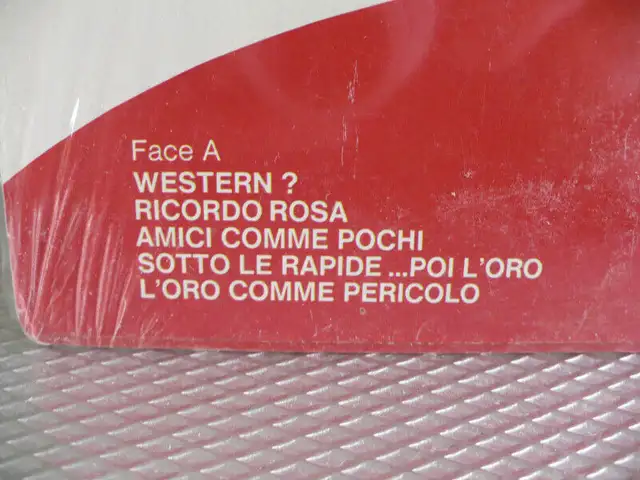 Face A
WESTERN ?
RICORDO ROSA
AMICI COMME POCHI
SOTTO LE RAPIDE ...POI L'ORO
L'ORO COMME PERICOLO